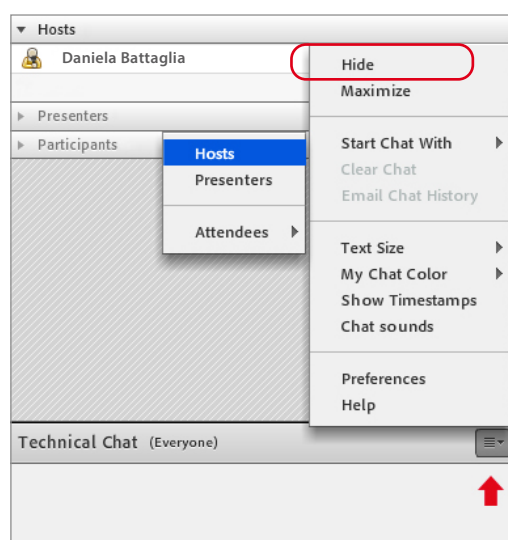 Hosts
Daniela Battaglia
Presenters
Participants
Hosts
Presenters
Attendees
Hide
Maximize
Start Chat With
Clear Chat
Email Chat History
Text Size
My Chat Color
Show Timestamps
Chat sounds
Preferences
Help
Technical Chat (Everyone)